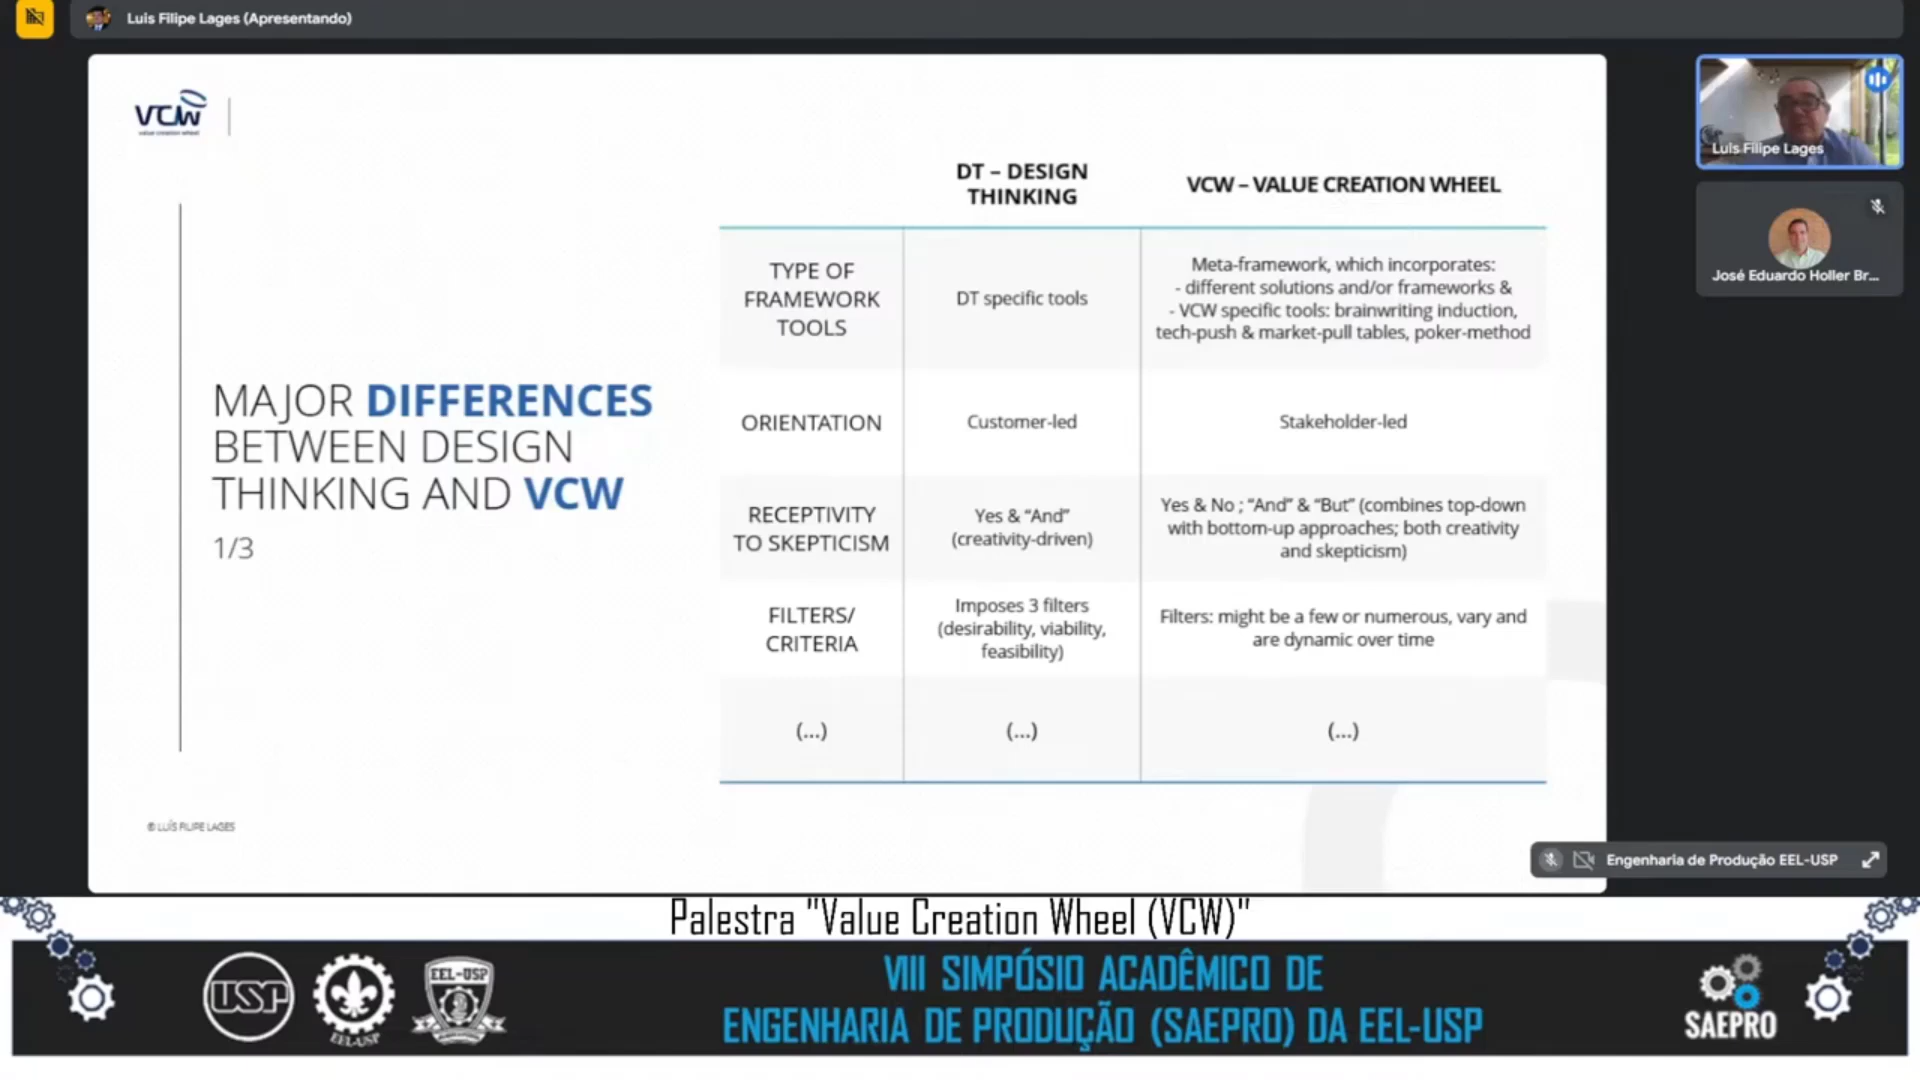 Luis Filipe Lages (Apresentando)
VCW
value creation wheel
MAJOR DIFFERENCES
BETWEEN DESIGN
THINKING AND VCW
1/3
DT – DESIGN
THINKING
VCW – VALUE CREATION WHEEL
TYPE OF
FRAMEWORK
TOOLS
DT specific tools
Meta-framework, which incorporates:
- different solutions and/or frameworks &
- VCW specific tools: brainwriting induction,
tech-push & market-pull tables, poker-method
ORIENTATION
Customer-led
Stakeholder-led
RECEPTIVITY
TO SKEPTICISM
Yes & “And”
(creativity-driven)
Yes & No ; “And” & “But” (combines top-down
with bottom-up approaches; both creativity
and skepticism)
FILTERS/
CRITERIA
Imposes 3 filters
(desirability, viability,
feasibility)
Filters: might be a few or numerous, vary and
are dynamic over time
(...)
(...)
(...)
© LUÍS FILIPE LAGES
Luis Filipe Lages
José Eduardo Holler Br...
Engenharia de Produção EEL-USP
Palestra "Value Creation Wheel (VCW)"
USP
EEL-USP
EEL-USP
VIII SIMPÓSIO ACADÊMICO DE
ENGENHARIA DE PRODUÇÃO (SAEPRO) DA EEL-USP
SAEPRO